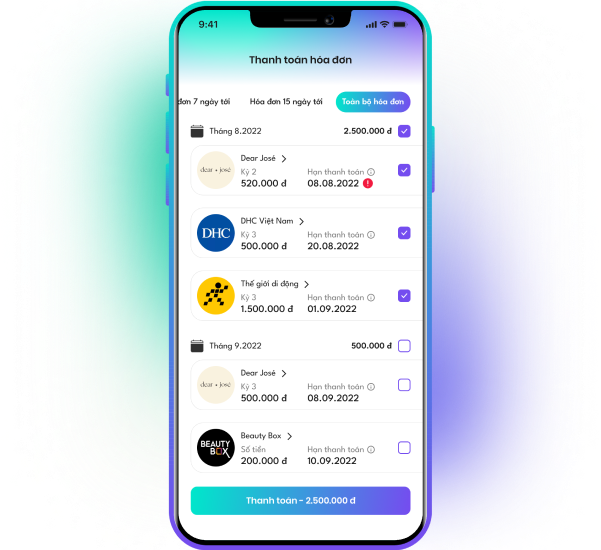 9:41
Thanh toán hóa đơn
đơn 7 ngày tới Hóa đơn 15 ngày tới Toàn bộ hóa đơn
Tháng 8.2022 2.500.000 đ
dear • josé
Dear José
Kỳ 2 Hạn thanh toán
520.000 đ 08.08.2022
DHC
DHC Việt Nam
Kỳ 3 Hạn thanh toán
500.000 đ 20.08.2022
Thế giới di động
Kỳ 3 Hạn thanh toán
1.500.000 đ 01.09.2022
Tháng 9.2022 500.000 đ
dear • josé
Dear José
Kỳ 3 Hạn thanh toán
500.000 đ 08.09.2022
BEAUTY
BOX
Beauty Box
Số tiền Hạn thanh toán
200.000 đ 10.09.2022
Thanh toán - 2.500.000 đ